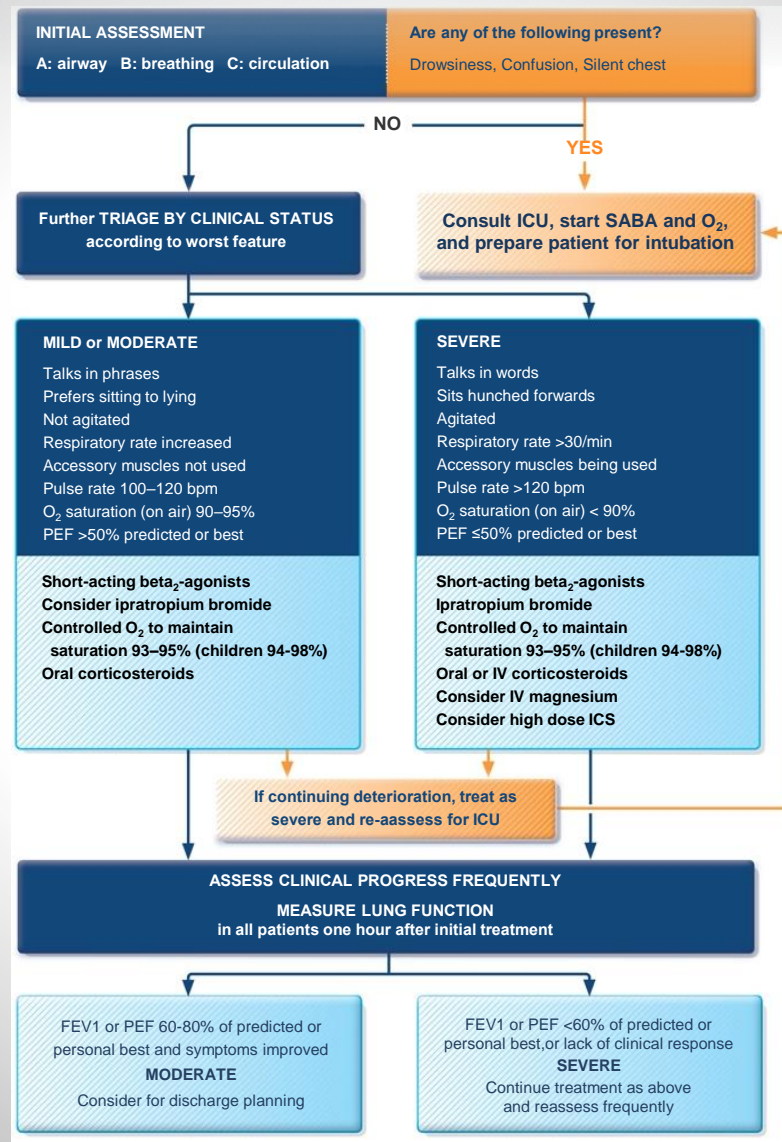 INITIAL ASSESSMENT
A: airway B: breathing C: circulation
Are any of the following present?
Drowsiness, Confusion, Silent chest
NO
YES
Further TRIAGE BY CLINICAL STATUS
according to worst feature
Consult ICU, start SABA and O₂,
and prepare patient for intubation
MILD or MODERATE
Talks in phrases
Prefers sitting to lying
Not agitated
Respiratory rate increased
Accessory muscles not used
Pulse rate 100–120 bpm
O₂ saturation (on air) 90–95%
PEF >50% predicted or best
Short-acting beta₂-agonists
Consider ipratropium bromide
Controlled O₂ to maintain
saturation 93–95% (children 94-98%)
Oral corticosteroids
SEVERE
Talks in words
Sits hunched forwards
Agitated
Respiratory rate >30/min
Accessory muscles being used
Pulse rate >120 bpm
O₂ saturation (on air) < 90%
PEF ≤50% predicted or best
Short-acting beta₂-agonists
Ipratropium bromide
Controlled O₂ to maintain
saturation 93–95% (children 94-98%)
Oral or IV corticosteroids
Consider IV magnesium
Consider high dose ICS
If continuing deterioration, treat as
severe and re-aassess for ICU
ASSESS CLINICAL PROGRESS FREQUENTLY
MEASURE LUNG FUNCTION
in all patients one hour after initial treatment
FEV1 or PEF 60-80% of predicted or
personal best and symptoms improved
MODERATE
Consider for discharge planning
FEV1 or PEF <60% of predicted or
personal best,or lack of clinical response
SEVERE
Continue treatment as above
and reassess frequently